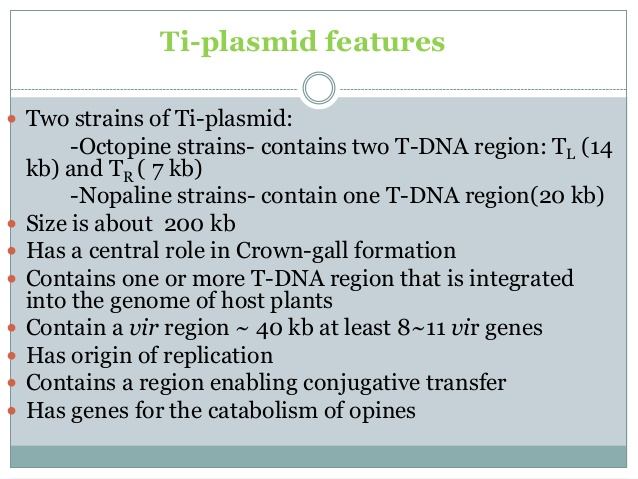 Ti-plasmid features
• Two strains of Ti-plasmid:
-Octopine strains- contains two T-DNA region: TL (14
kb) and TR ( 7 kb)
-Nopaline strains- contain one T-DNA region(20 kb)
• Size is about 200 kb
• Has a central role in Crown-gall formation
• Contains one or more T-DNA region that is integrated
into the genome of host plants
• Contain a vir region ~ 40 kb at least 8~11 vir genes
• Has origin of replication
• Contains a region enabling conjugative transfer
• Has genes for the catabolism of opines